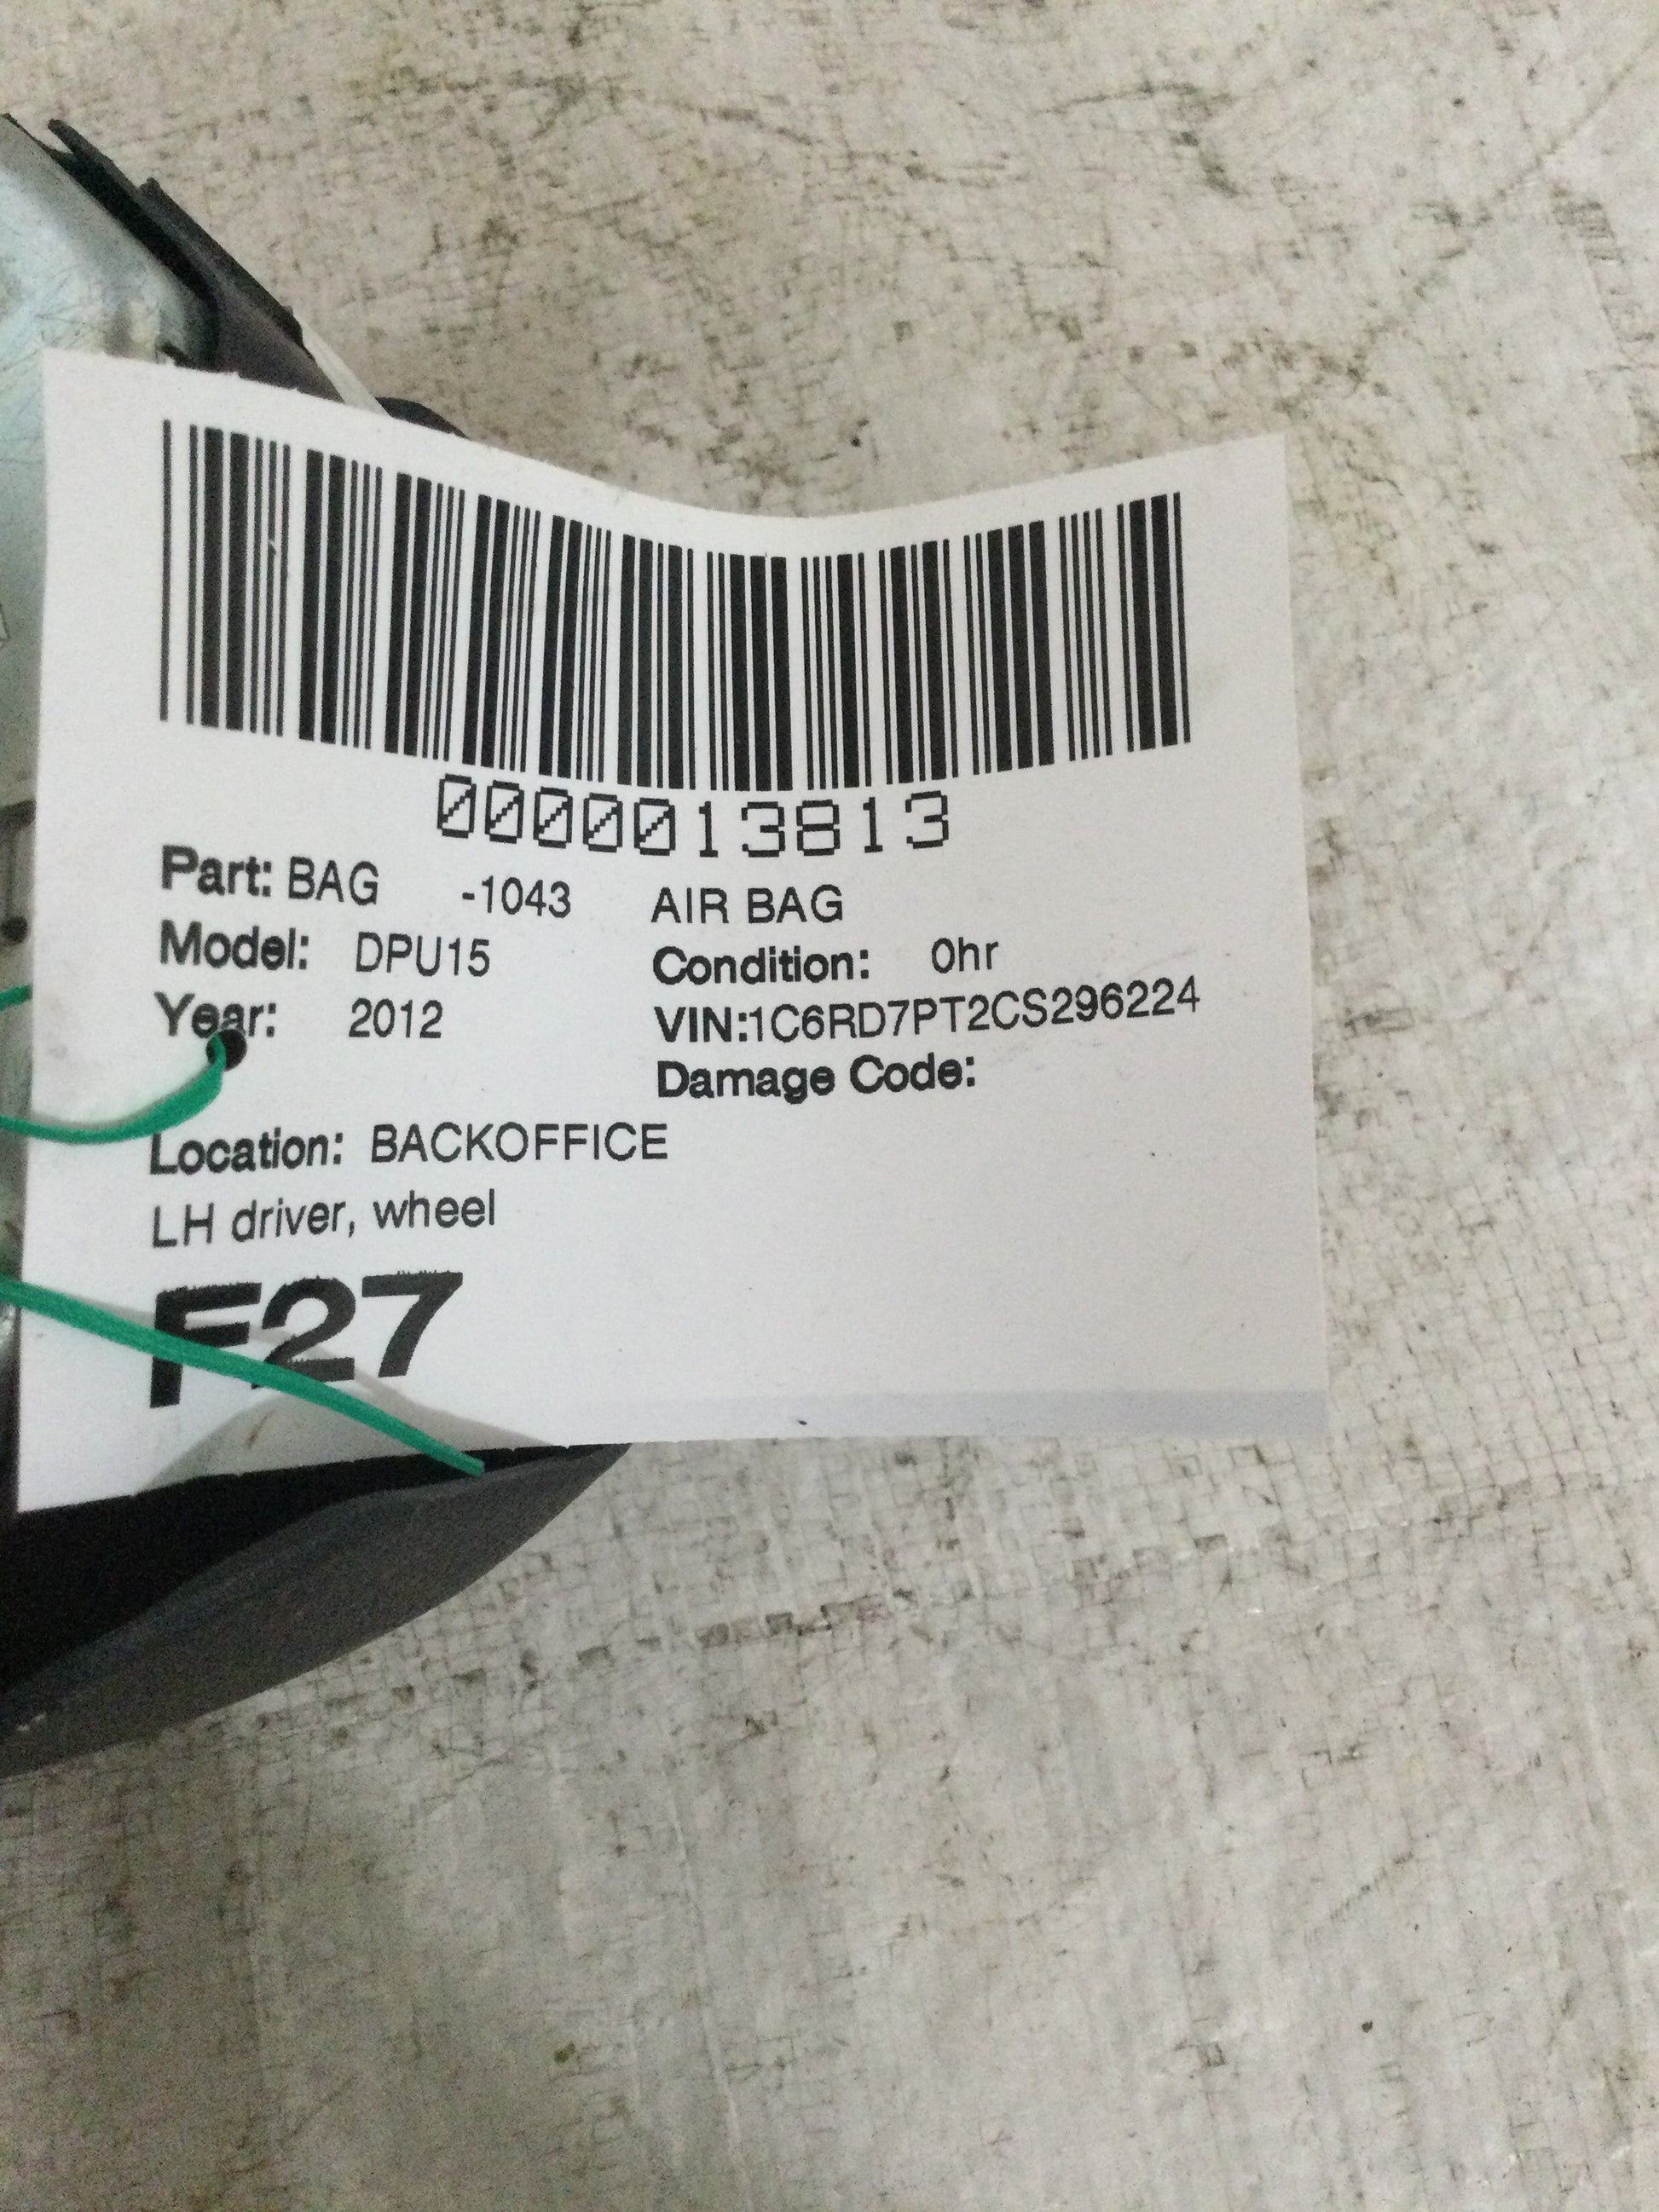 0000013813
Part: BAG -1043 AIR BAG
Model: DPU15 Condition: 0hr
Year: 2012 VIN:1C6RD7PT2CS296224
Damage Code:
Location: BACKOFFICE
LH driver, wheel
F27